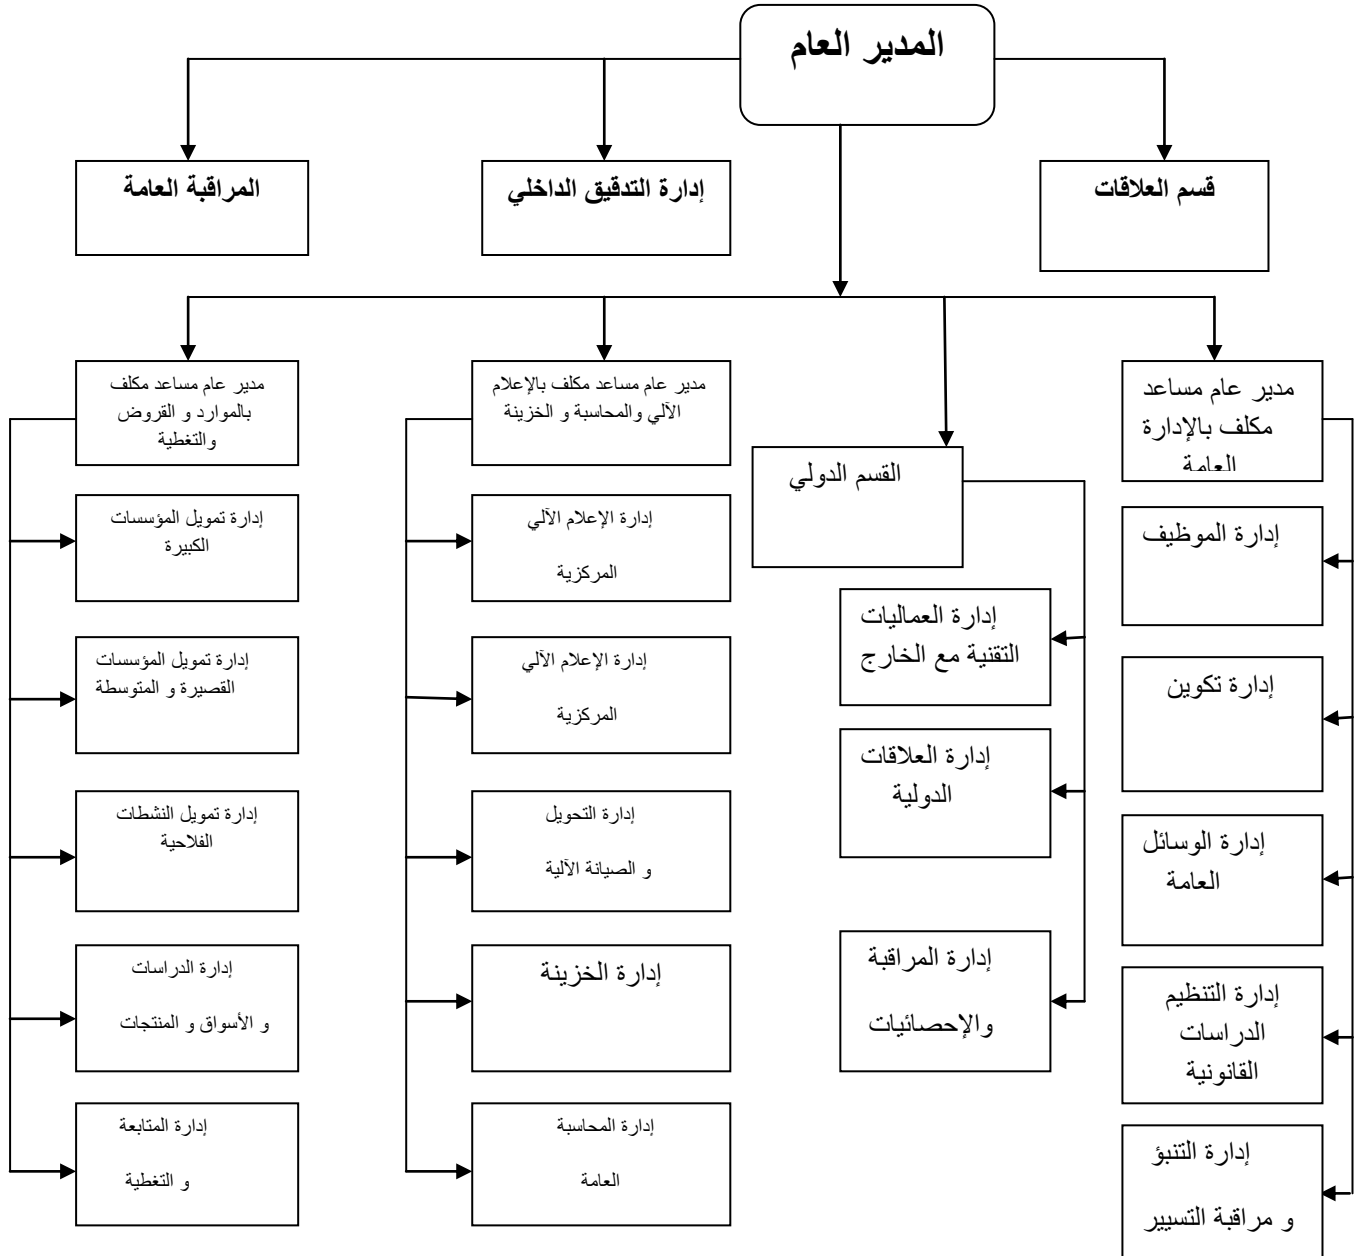 المدير العام
قسم العلاقات
إدارة التدقيق الداخلي
المراقبة العامة
مدير عام مساعد
مكلف بالإدارة
العامة
إدارة الموظيف
إدارة تكوين
إدارة الوسائل
العامة
إدارة التنظيم
الدراسات
القانونية
إدارة التنبؤ
و مراقبة التسيير
القسم الدولي
إدارة العماليات
التقنية مع الخارج
إدارة العلاقات
الدولية
إدارة المراقبة
والإحصائيات
مدير عام مساعد مكلف بالإعلام
الآلي والمحاسبة و الخزينة
إدارة الإعلام الآلي
المركزية
إدارة الإعلام الآلي
المركزية
إدارة التحويل
و الصيانة الآلية
إدارة الخزينة
إدارة المحاسبة
العامة
مدير عام مساعد مكلف
بالموارد و القروض
والتغطية
إدارة تمويل المؤسسات
الكبيرة
إدارة تمويل المؤسسات
القصيرة و المتوسطة
إدارة تمويل النشطات
الفلاحية
إدارة الدراسات
و الأسواق و المنتجات
إدارة المتابعة
و التغطية